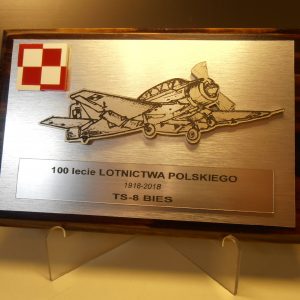 100 lecie LOTNICTWA POLSKIEGO
1918-2018
TS-8 BIES